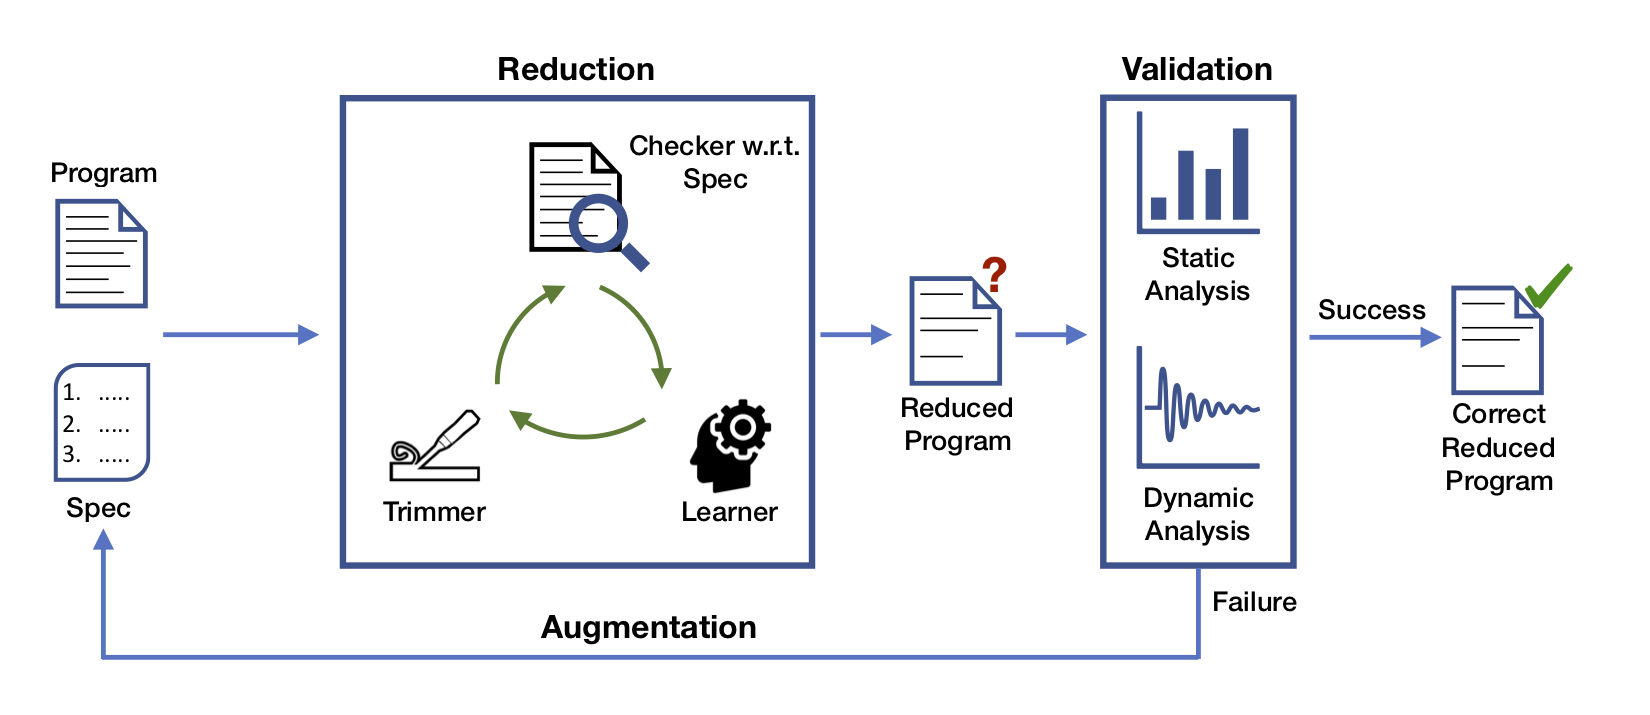 Reduction
Validation
Program
Checker w.r.t.
Spec
1. .....
2. .....
3. .....
Spec
Trimmer
Learner
?
Reduced
Program
Static
Analysis
Dynamic
Analysis
Success
Correct
Reduced
Program
Failure
Augmentation